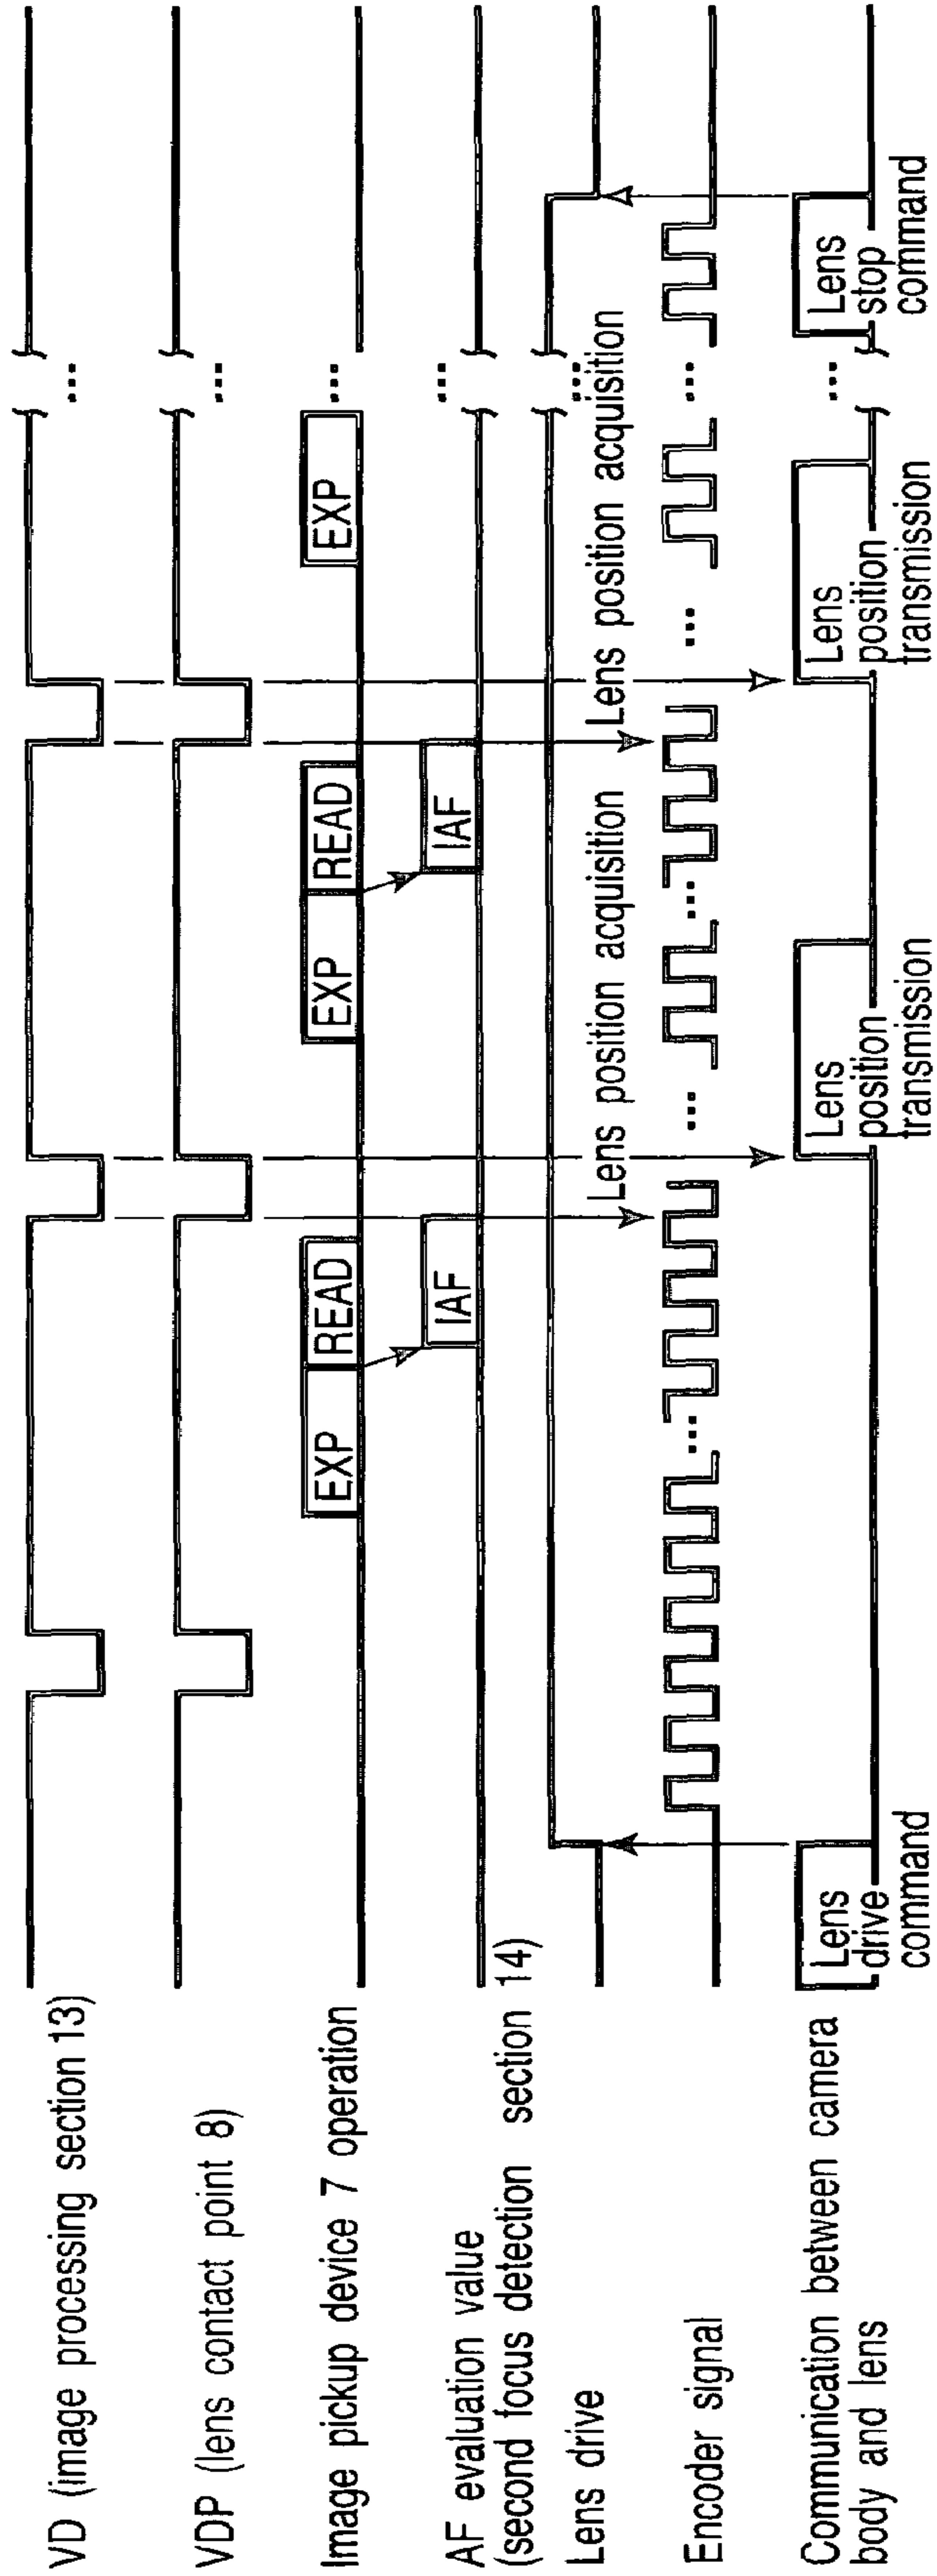 VD (image processing section 13)
...
VDP (lens contact point 8)
...
Image pickup device 7 operation
EXP READ EXP READ EXP
...
AF evaluation value
(second focus detection section 14)
IAF IAF
...
Lens drive
...
Lens position acquisition Lens position acquisition
Encoder signal
... ... ... ... ...
Communication between camera
body and lens
Lens
drive
command
Lens
position
transmission
Lens
position
transmission
...
Lens
stop
command